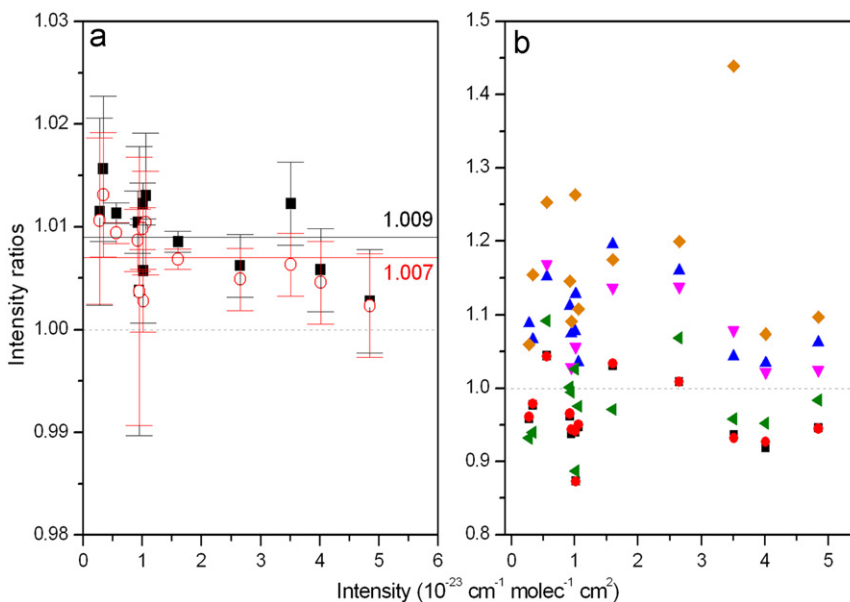 a
b
Intensity ratios
1.03
1.02
1.01
1.00
0.99
0.98
1.009
1.007
0 1 2 3 4 5 6
1.5
1.4
1.3
1.2
1.1
1.0
0.9
0.8
0 1 2 3 4 5
Intensity (10⁻²³ cm⁻¹ molec⁻¹ cm²)